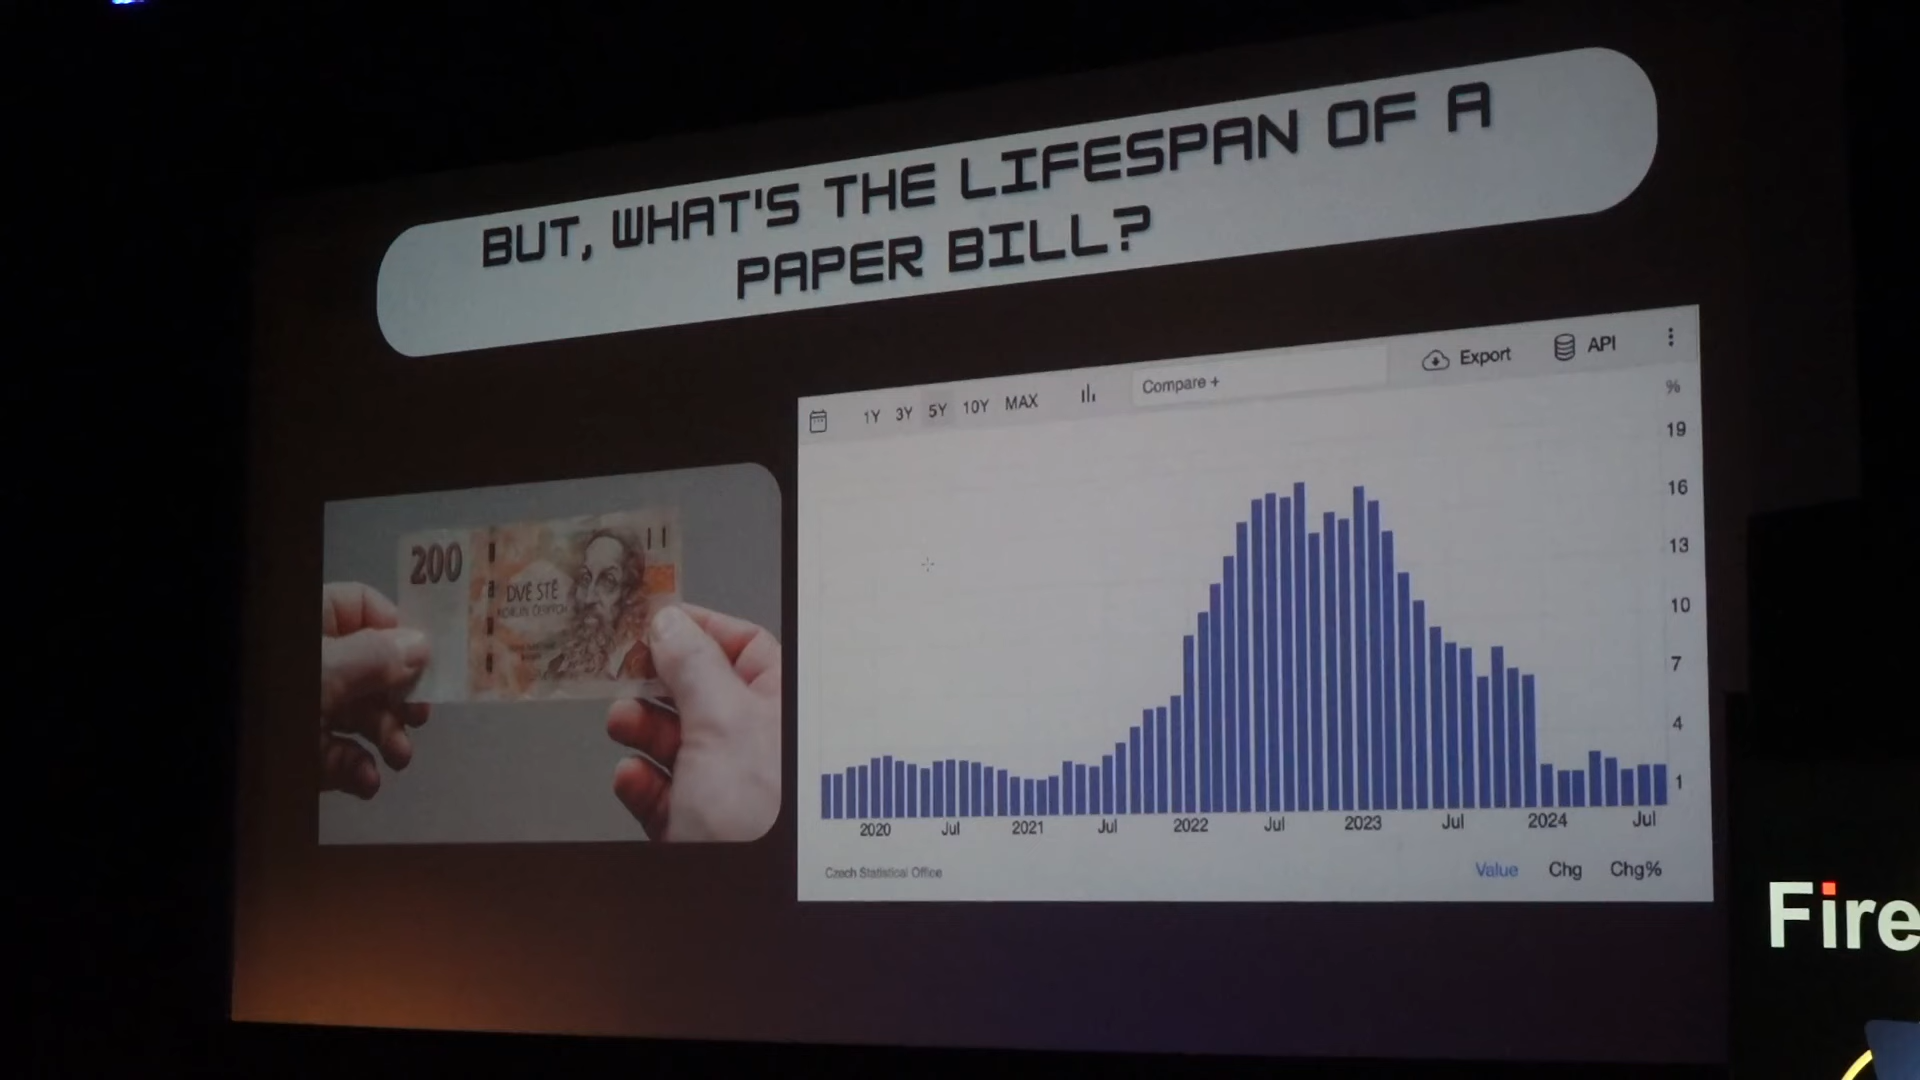 BUT, WHAT'S THE LIFESPAN OF A
PAPER BILL?
1Y 3Y 5Y 10Y MAX Compare + Export API
%
19
16
13
10
7
4
1
2020 Jul 2021 Jul 2022 Jul 2023 Jul 2024 Jul
Czech Statistical Office
Value Chg Chg%
200
DVĚ STĚ
KORUN ČESKÝCH
Fire